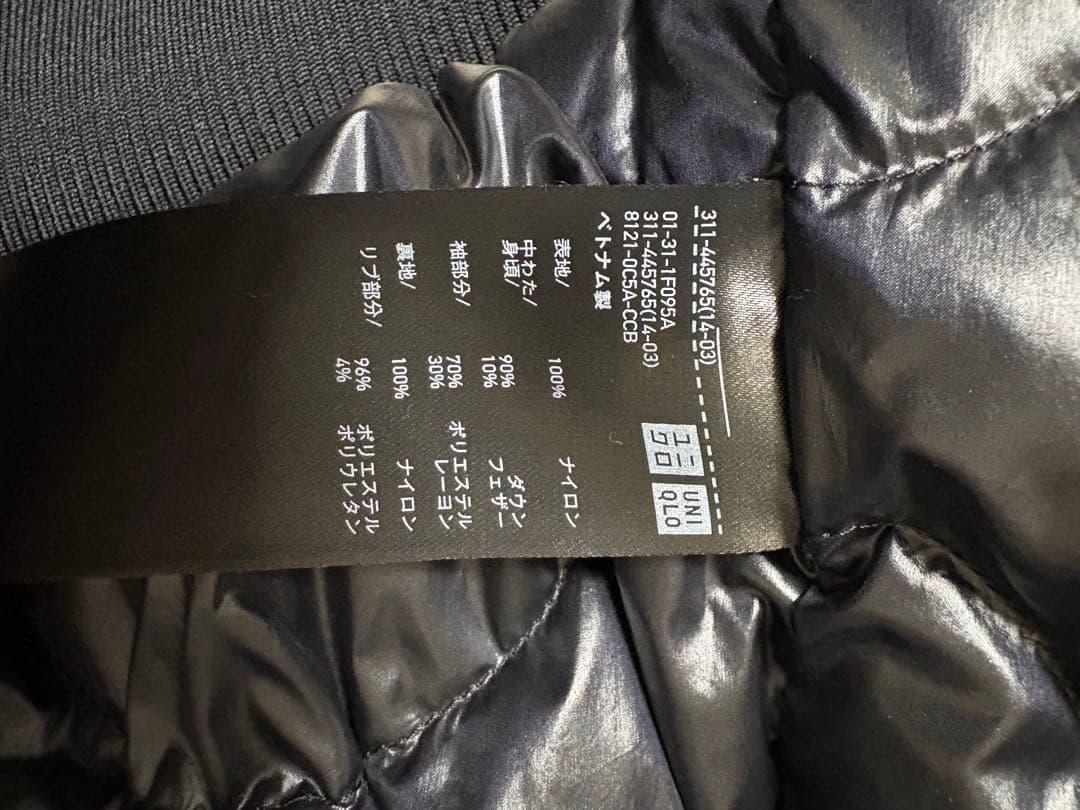 311-445765(14-03)
ユニクロ
UNIQLO
01-31-1F095A
311-445765(14-03)
8121-0C5A-CCB
ベトナム製
表地/ 100% ナイロン
中わた/
身頃/ 90% ダウン
10% フェザー
袖部分/ 70% ポリエステル
30% レーヨン
裏地/ 100% ナイロン
リブ部分/ 96% ポリエステル
4% ポリウレタン